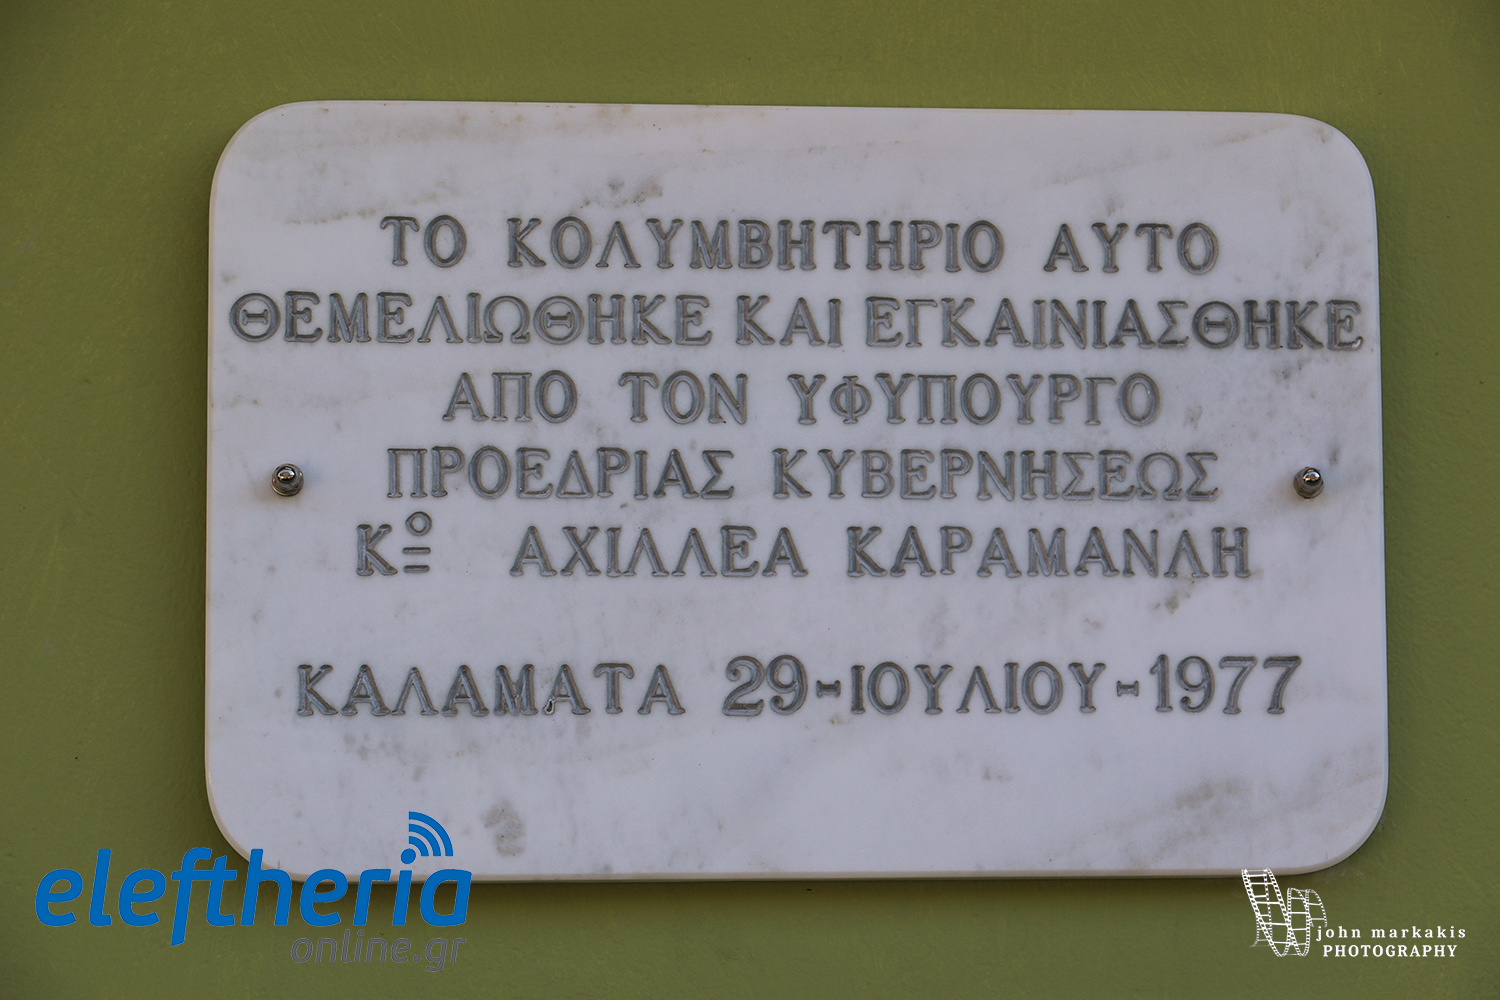 ΤΟ ΚΟΛΥΜΒΗΤΗΡΙΟ ΑΥΤΟ
ΘΕΜΕΛΙΩΘΗΚΕ ΚΑΙ ΕΓΚΑΙΝΙΑΣΘΗΚΕ
ΑΠΟ ΤΟΝ ΥΦΥΠΟΥΡΓΟ
ΠΡΟΕΔΡΙΑΣ ΚΥΒΕΡΝΗΣΕΩΣ
Κο ΑΧΙΛΛΕΑ ΚΑΡΑΜΑΝΛΗ
ΚΑΛΑΜΑΤΑ 29-ΙΟΥΛΙΟΥ-1977
eleftheria
online.gr
john markakis
PHOTOGRAPHY